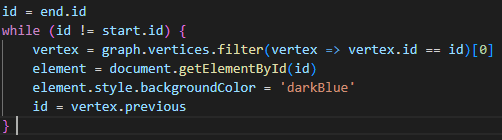 id = end.id
while (id != start.id) {
    vertex = graph.vertices.filter(vertex => vertex.id == id)[0]
    element = document.getElementById(id)
    element.style.backgroundColor = 'darkBlue'
    id = vertex.previous
}